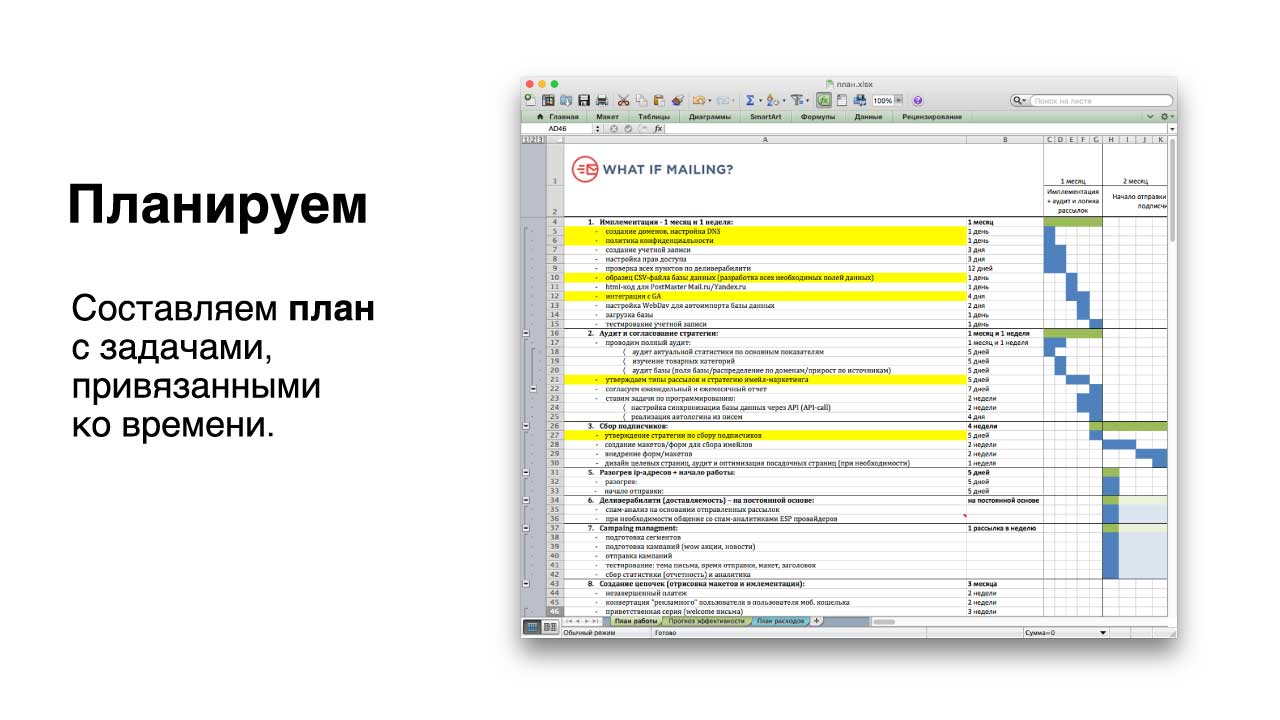 Планируем
Составляем план
с задачами,
привязанными
ко времени.
план.xlsx
100%
Поиск на листе
Главная Макет Таблицы Диаграммы SmartArt Формулы Данные Рецензирование
AD46 fx
1 2 3 A B C D E F G H I J K
WHAT IF MAILING?
1 1 месяц 2 месяц
Имплементация
+ аудит и логика
рассылок
Начало отправки
подписчи
2
4 1. Имплементация - 1 месяц и 1 неделя: 1 месяц
5 - создание доменов, настройка DNS 1 день
6 - политика конфиденциальности 1 день
7 - создание учетной записи 3 дня
8 - настройка прав доступа 3 дня
9 - проверка всех пунктов по деливерабилити 12 дней
10 - образец CSV-файла базы данных (разработка всех необходимых полей данных) 1 день
11 - html-код для PostMaster Mail.ru/Yandex.ru 1 день
12 - интеграция с GA 4 дня
13 - настройка WebDav для автоимпорта базы данных 2 дня
14 - загрузка базы 1 день
15 - тестирование учетной записи 1 день
16 2. Аудит и согласование стратегии: 1 месяц и 1 неделя
17 - проводим полный аудит: 1 месяц и 1 неделя
18 ( аудит актуальной статистики по основным показателям 5 дней
19 ( изучение товарных категорий 5 дней
20 ( аудит базы (поля базы/распределение по доменам/прирост по источникам) 5 дней
21 - утверждаем типы рассылок и стратегию имейл-маркетинга 5 дней
22 - согласуем еженедельный и ежемесячный отчет 7 дней
23 - ставим задачи по программированию: 2 недели
24 ( настройка синхронизации базы данных через API (API-call) 2 недели
25 ( реализация автологина из писем 4 дня
26 3. Сбор подписчиков: 4 недели
27 - утверждение стратегии по сбору подписчиков 5 дней
28 - создание макетов/форм для сбора имейлов 2 недели
29 - внедрение форм/макетов 2 недели
30 - дизайн целевых страниц, аудит и оптимизация посадочных страниц (при необходимости) 1 неделя
31 5. Разогрев ip-адресов + начало работы: 5 дней
32 - разогрев: 5 дней
33 - начало отправки: 5 дней
34 6. Деливерабилити (доставляемость) – на постоянной основе: на постоянной основе
35 - спам-анализ на основании отправленных рассылок
36 - при необходимости общение со спам-аналитиками ESP провайдеров
37 7. Campaing managment: 1 рассылка в неделю
38 - подготовка сегментов
39 - подготовка кампаний (wow акции, новости)
40 - отправка кампаний
41 - тестирование: тема письма, время отправки, макет, заголовок
42 - сбор статистики (отчетность) и аналитика
43 8. Создание цепочек (отрисовка макетов и имлементация): 3 месяца
44 - незавершенный платеж 2 недели
45 - конвертация "рекламного" пользователя в пользователя моб. кошелька 2 недели
46 - приветственная серия (welcome письма) 3 недели
План работы Прогноз эффективности План расходов +
Обычный режим Готово Сумма=0